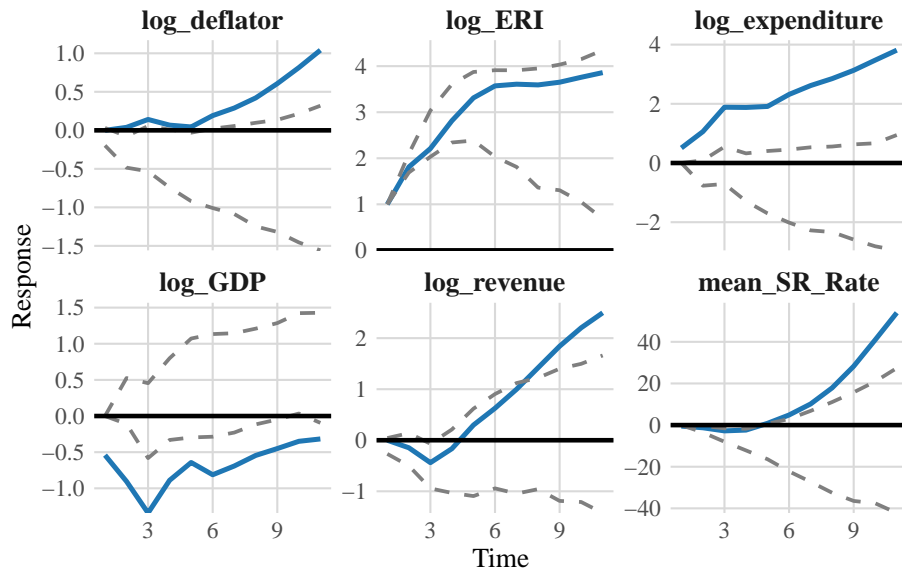 log_deflator
log_ERI
log_expenditure
1.0
0.5
0.0
−0.5
−1.0
−1.5
4
3
2
1
0
4
2
0
−2
Response
log_GDP
log_revenue
mean_SR_Rate
1.5
1.0
0.5
0.0
−0.5
−1.0
2
1
0
−1
40
20
0
−20
−40
3 6 9
3 6 9
3 6 9
Time